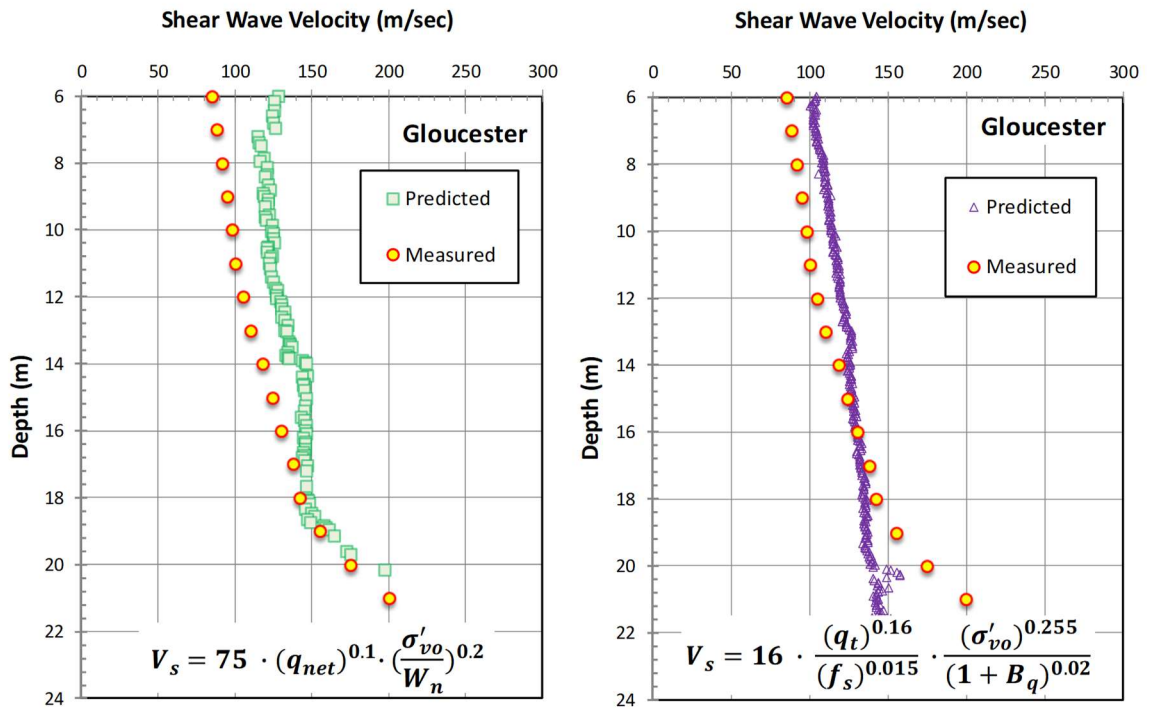 Shear Wave Velocity (m/sec)
0 50 100 150 200 250 300
6
8
10
12
14
16
18
20
22
24
Depth (m)
Gloucester
Predicted
Measured
V_s = 75 · (q_net)^0.1 · (σ'_vo / W_n)^0.2
Shear Wave Velocity (m/sec)
0 50 100 150 200 250 300
6
8
10
12
14
16
18
20
22
24
Depth (m)
Gloucester
Predicted
Measured
V_s = 16 · (q_t)^0.16 / (f_s)^0.015 · (σ'_vo)^0.255 / (1 + B_q)^0.02